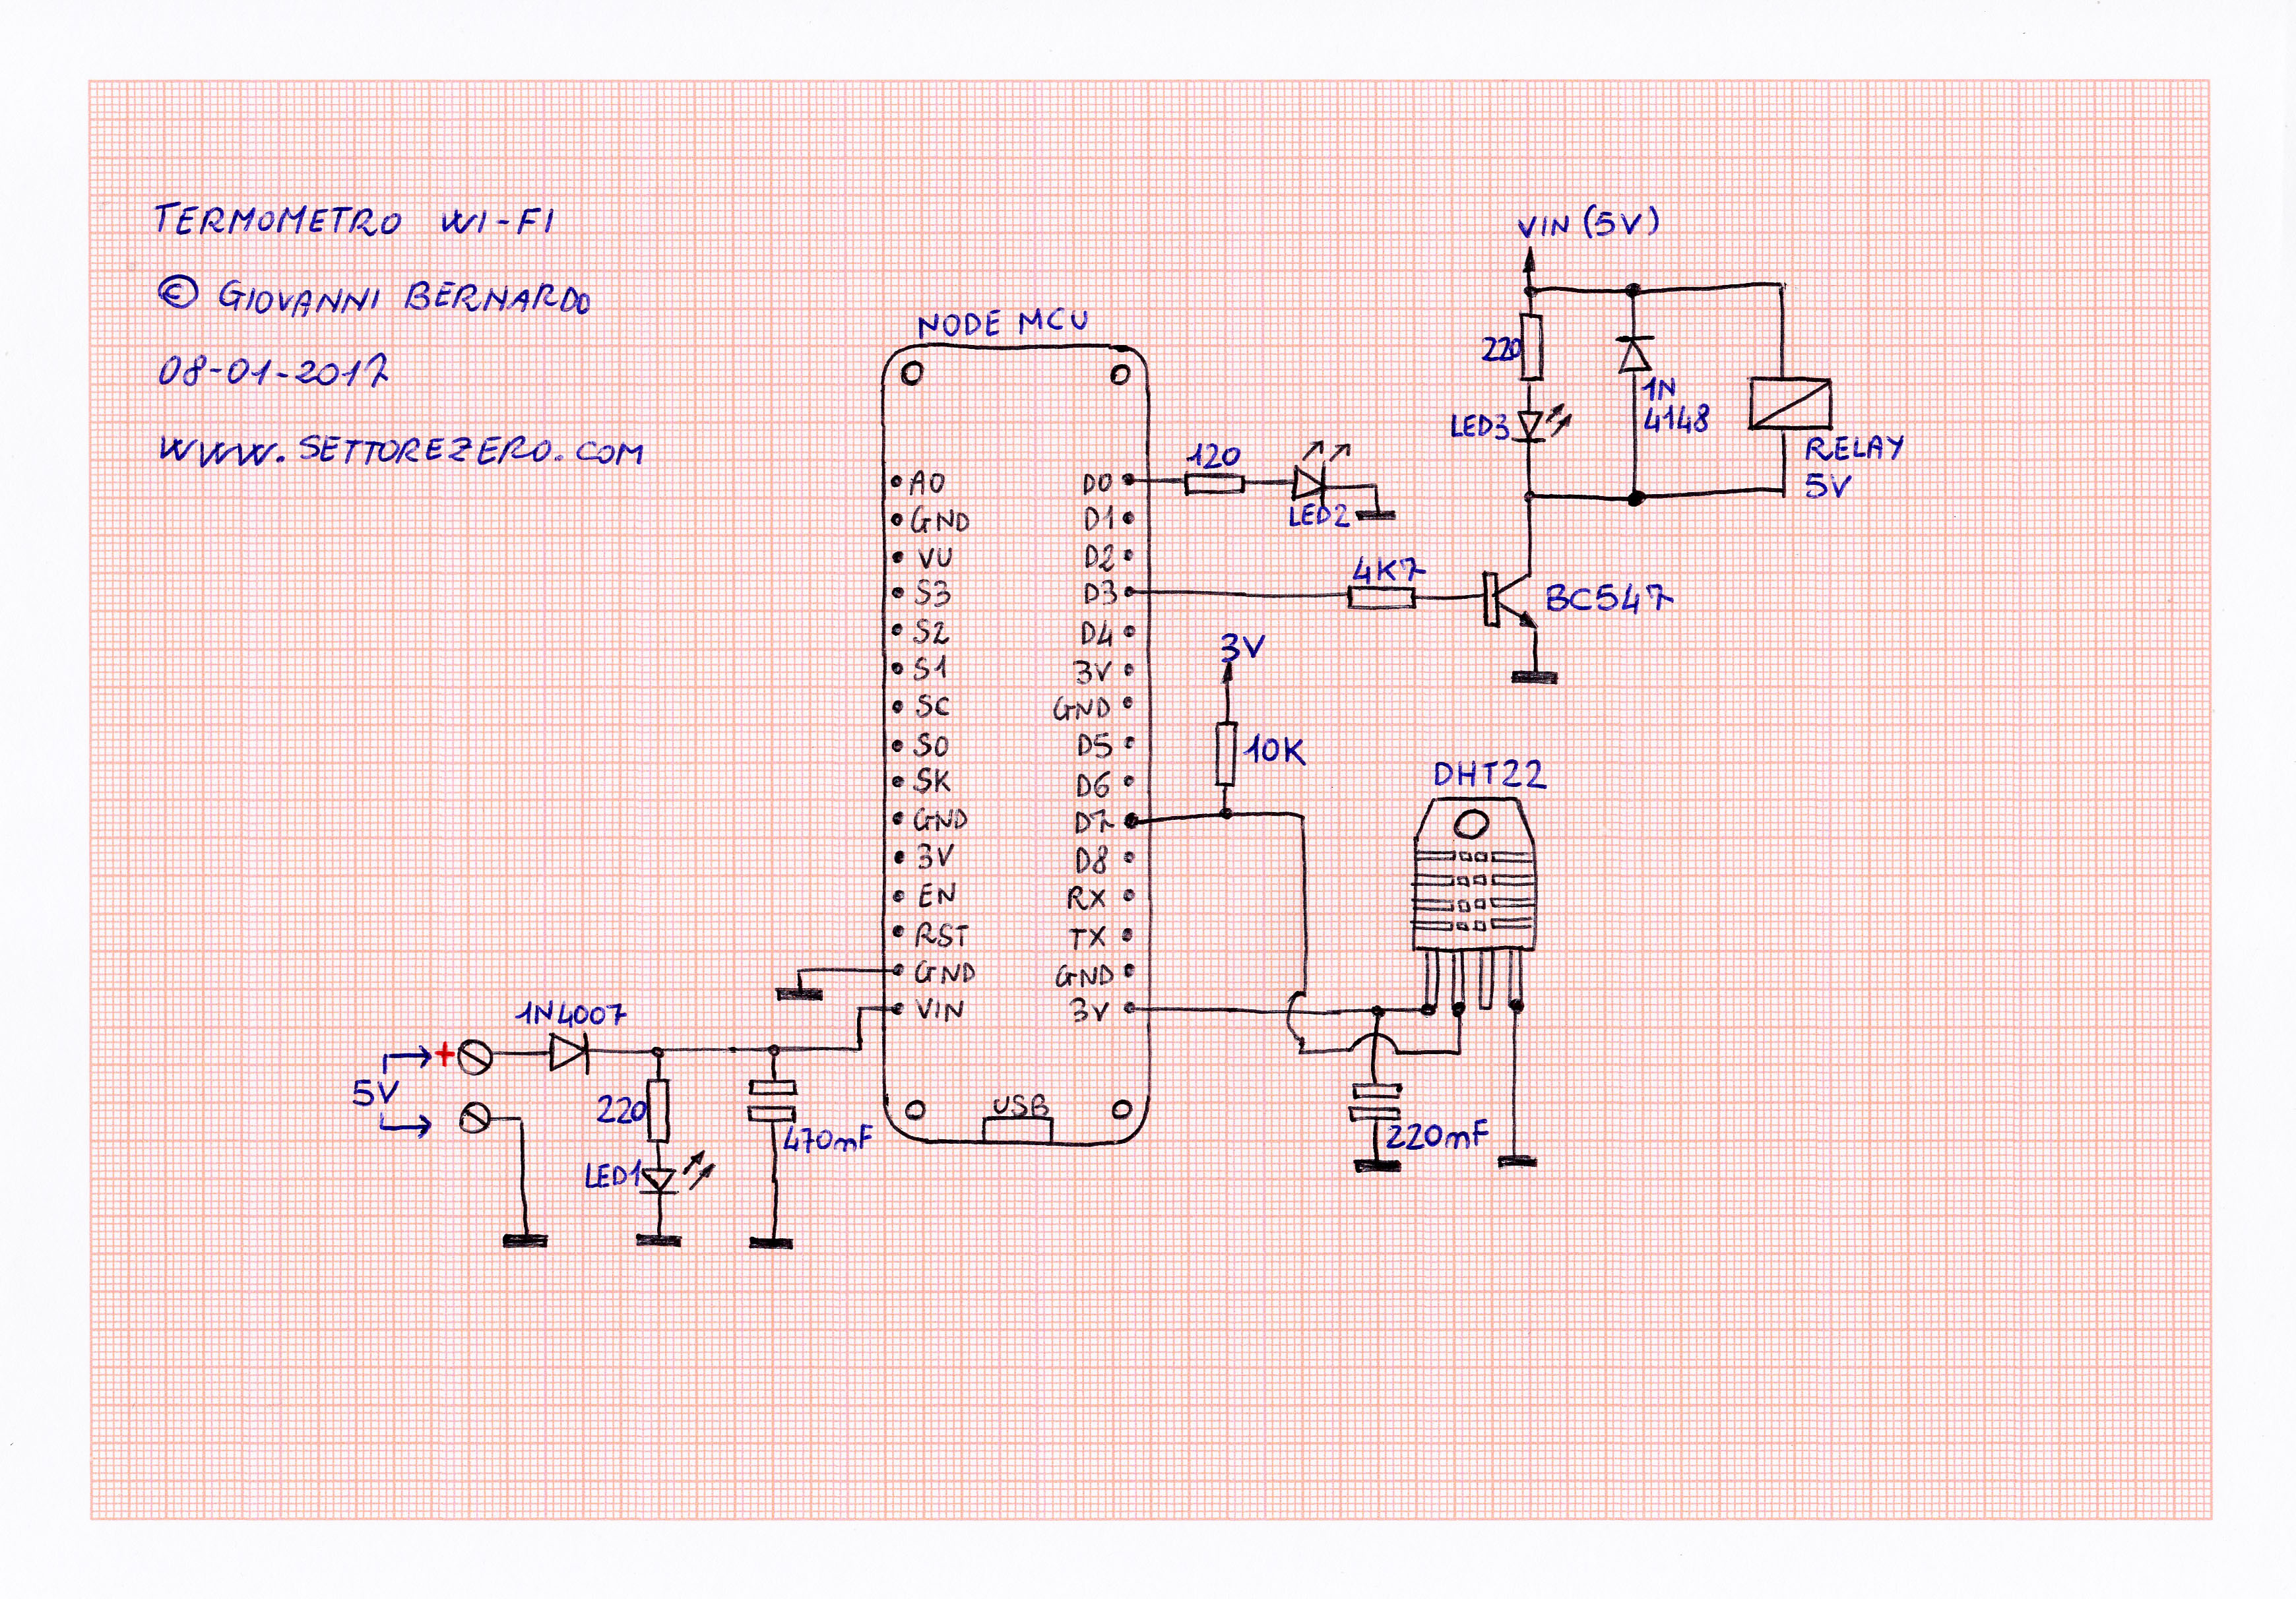 TERMOMETRO WI-FI
© GIOVANNI BERNARDO
08-01-2017
WWW.SETTOREZERO.COM
NODE MCU
A0
GND
VU
S3
S2
S1
SC
S0
SK
GND
3V
EN
RST
GND
VIN
D0
D1
D2
D3
D4
3V
GND
D5
D6
D7
D8
RX
TX
GND
3V
USB
120
LED2
4K7
BC547
VIN (5V)
220
LED3
1N
4148
RELAY
5V
3V
10K
DHT22
220mF
1N4007
+
5V
220
LED1
470mF